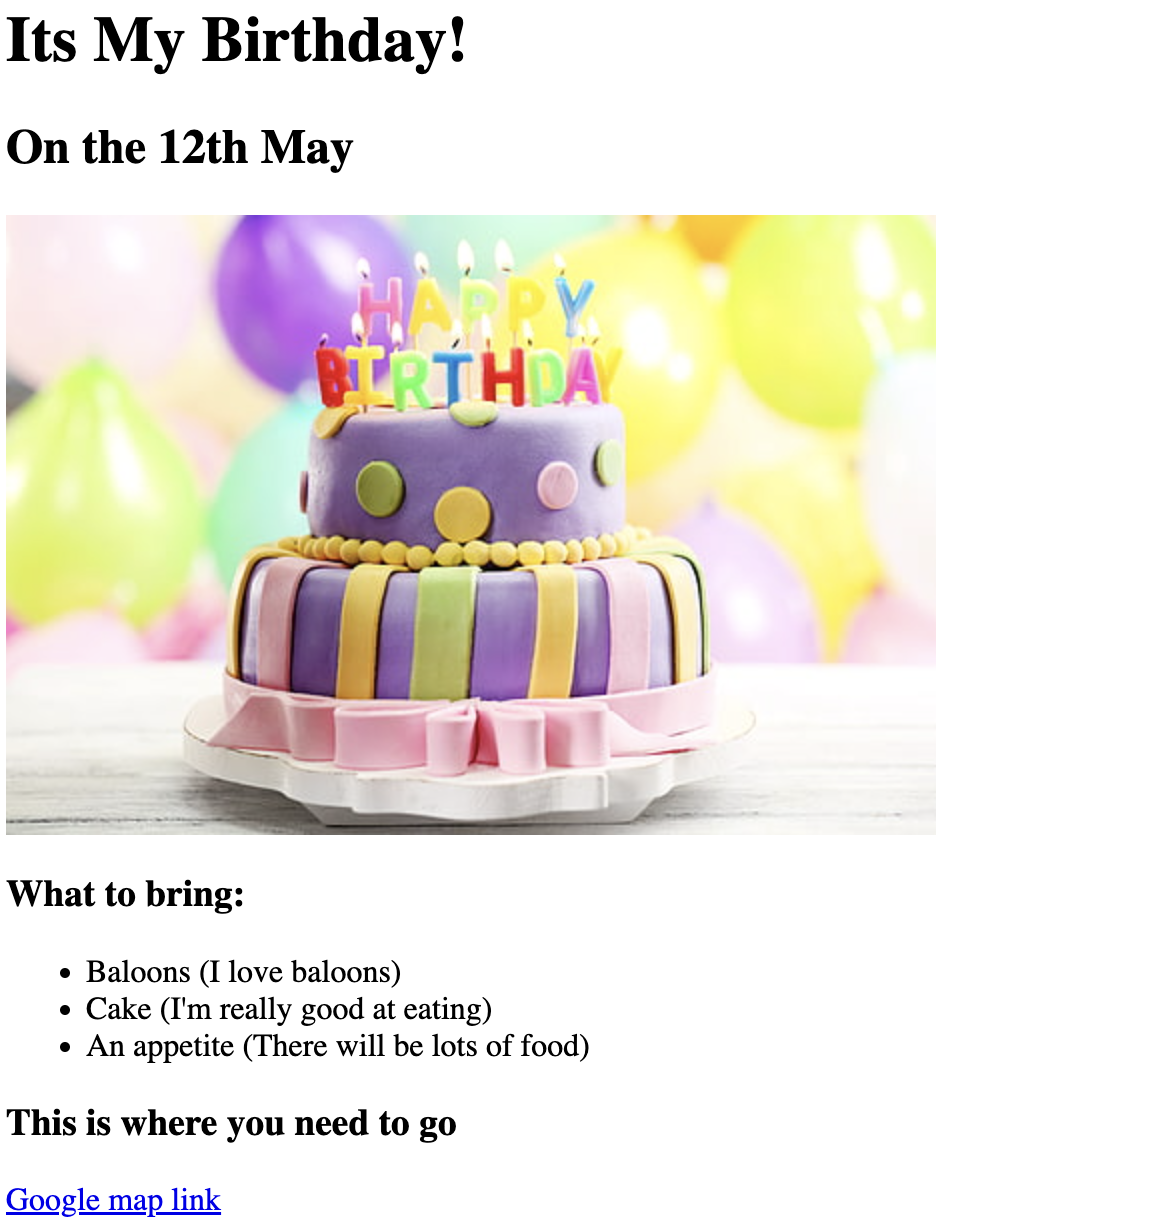 Its My Birthday!
On the 12th May
HAPPY
BIRTHDAY
What to bring:
Baloons (I love baloons)
Cake (I'm really good at eating)
An appetite (There will be lots of food)
This is where you need to go
Google map link